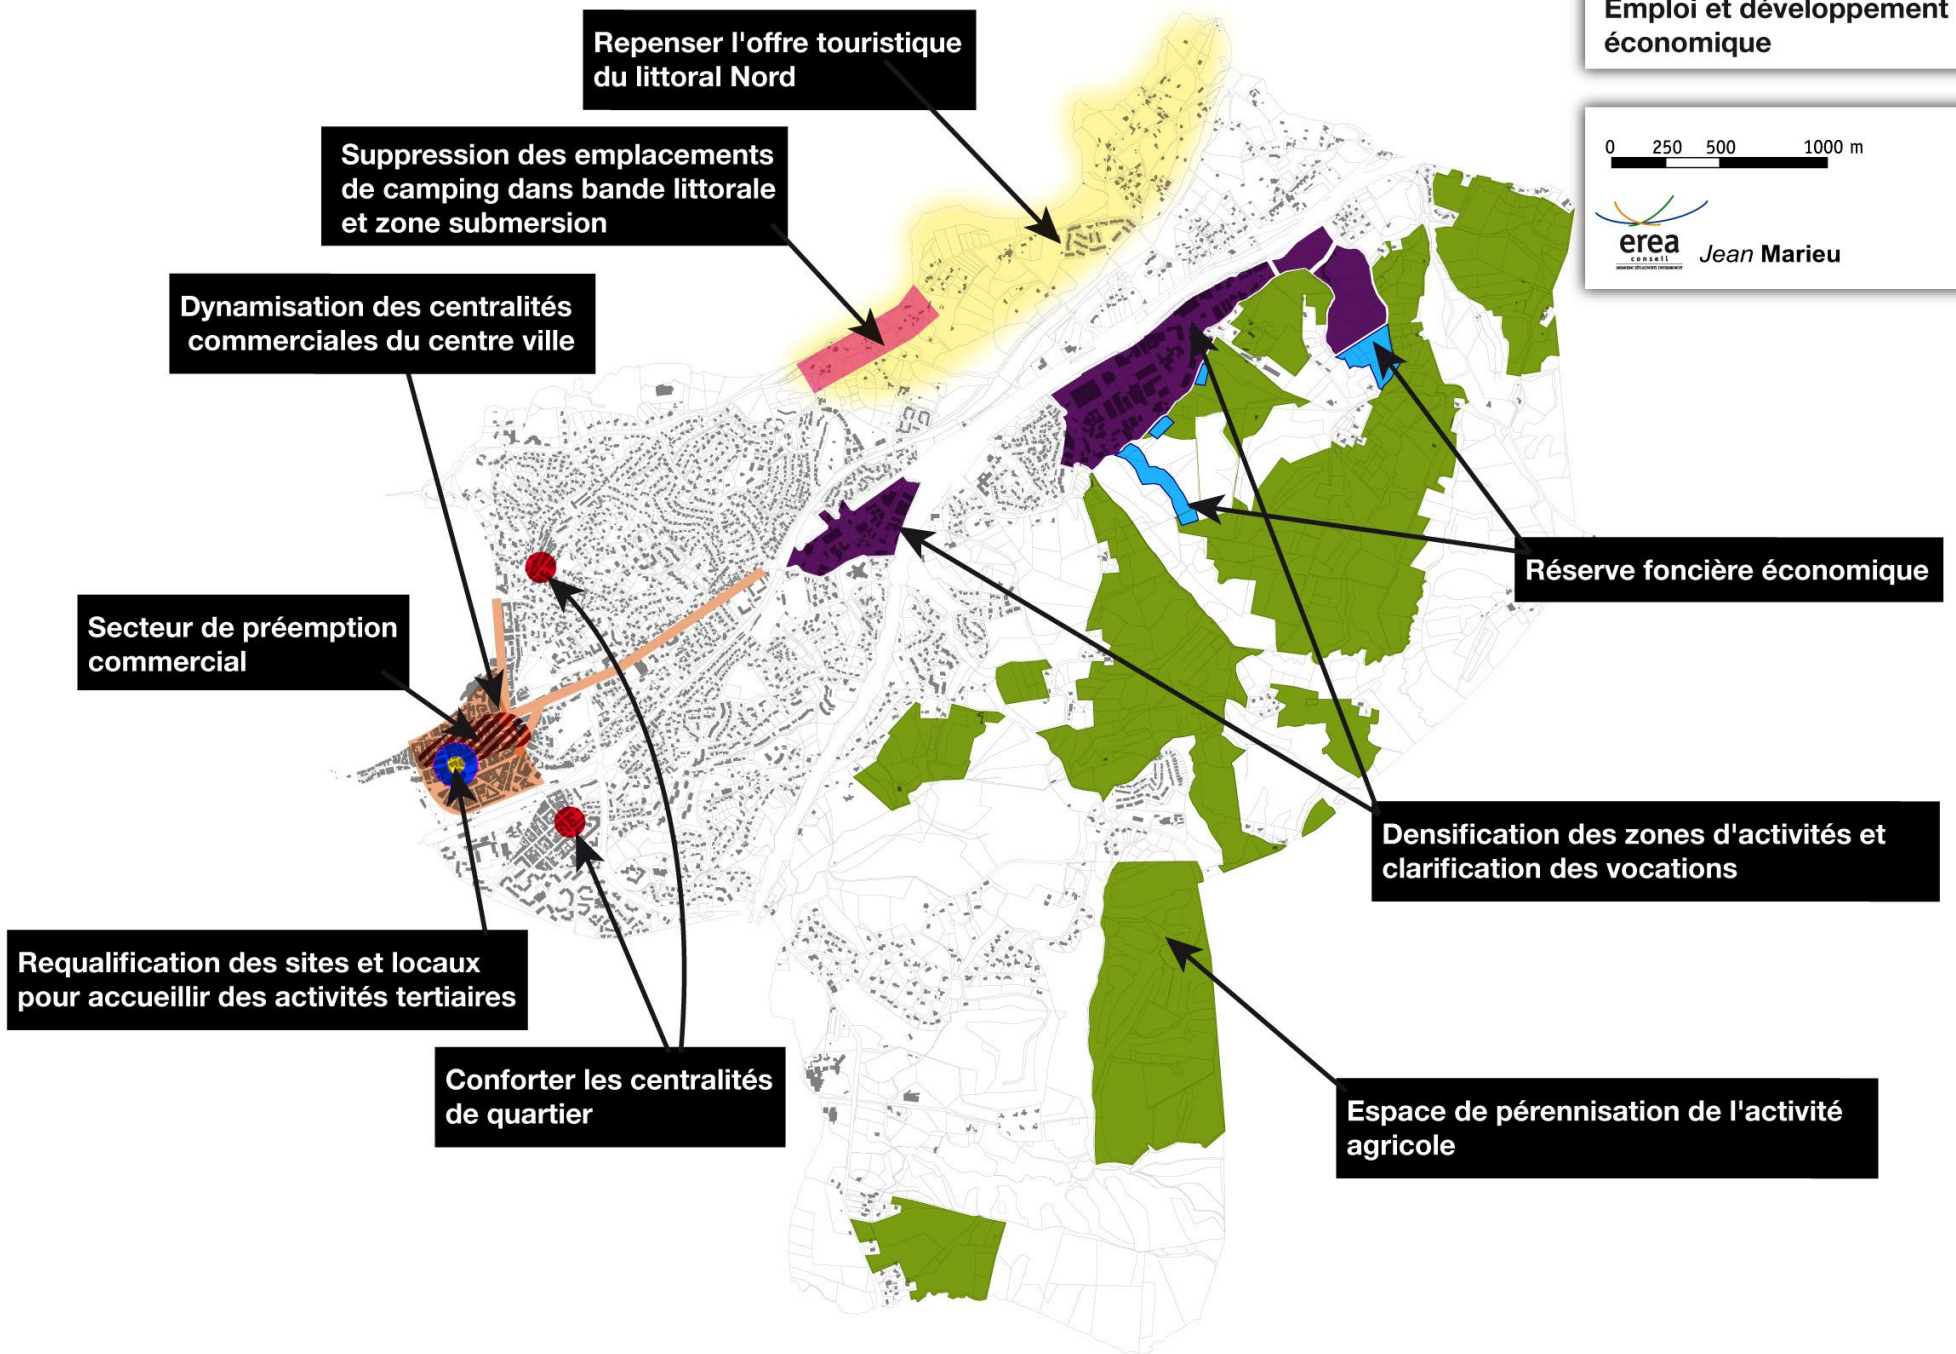 Emploi et développement
économique
Repenser l'offre touristique
du littoral Nord
0 250 500 1000 m
Suppression des emplacements
de camping dans bande littorale
et zone submersion
erea
conseil
Jean Marieu
Dynamisation des centralités
commerciales du centre ville
Réserve foncière économique
Secteur de préemption
commercial
Densification des zones d'activités et
clarification des vocations
Requalification des sites et locaux
pour accueillir des activités tertiaires
Conforter les centralités
de quartier
Espace de pérennisation de l'activité
agricole